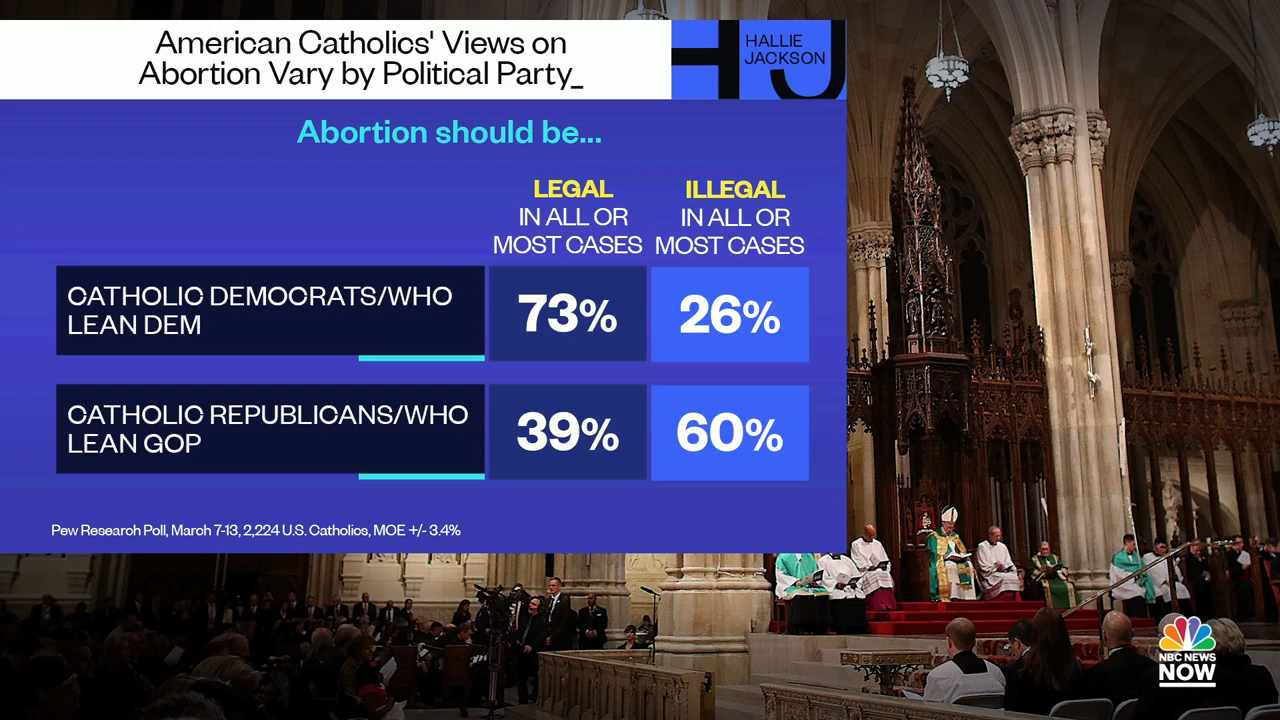 American Catholics' Views on
Abortion Vary by Political Party_
HALLIE
JACKSON
HJ
Abortion should be...
LEGAL
IN ALL OR
MOST CASES
ILLEGAL
IN ALL OR
MOST CASES
CATHOLIC DEMOCRATS/WHO
LEAN DEM
73%
26%
CATHOLIC REPUBLICANS/WHO
LEAN GOP
39%
60%
Pew Research Poll, March 7-13, 2,224 U.S. Catholics, MOE +/- 3.4%
NBC NEWS
NOW